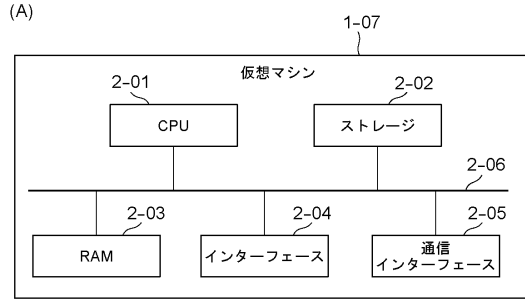 (A)
1-07
仮想マシン
2-01
2-02
CPU
ストレージ
2-06
2-03
2-04
2-05
RAM
インターフェース
通信
インターフェース